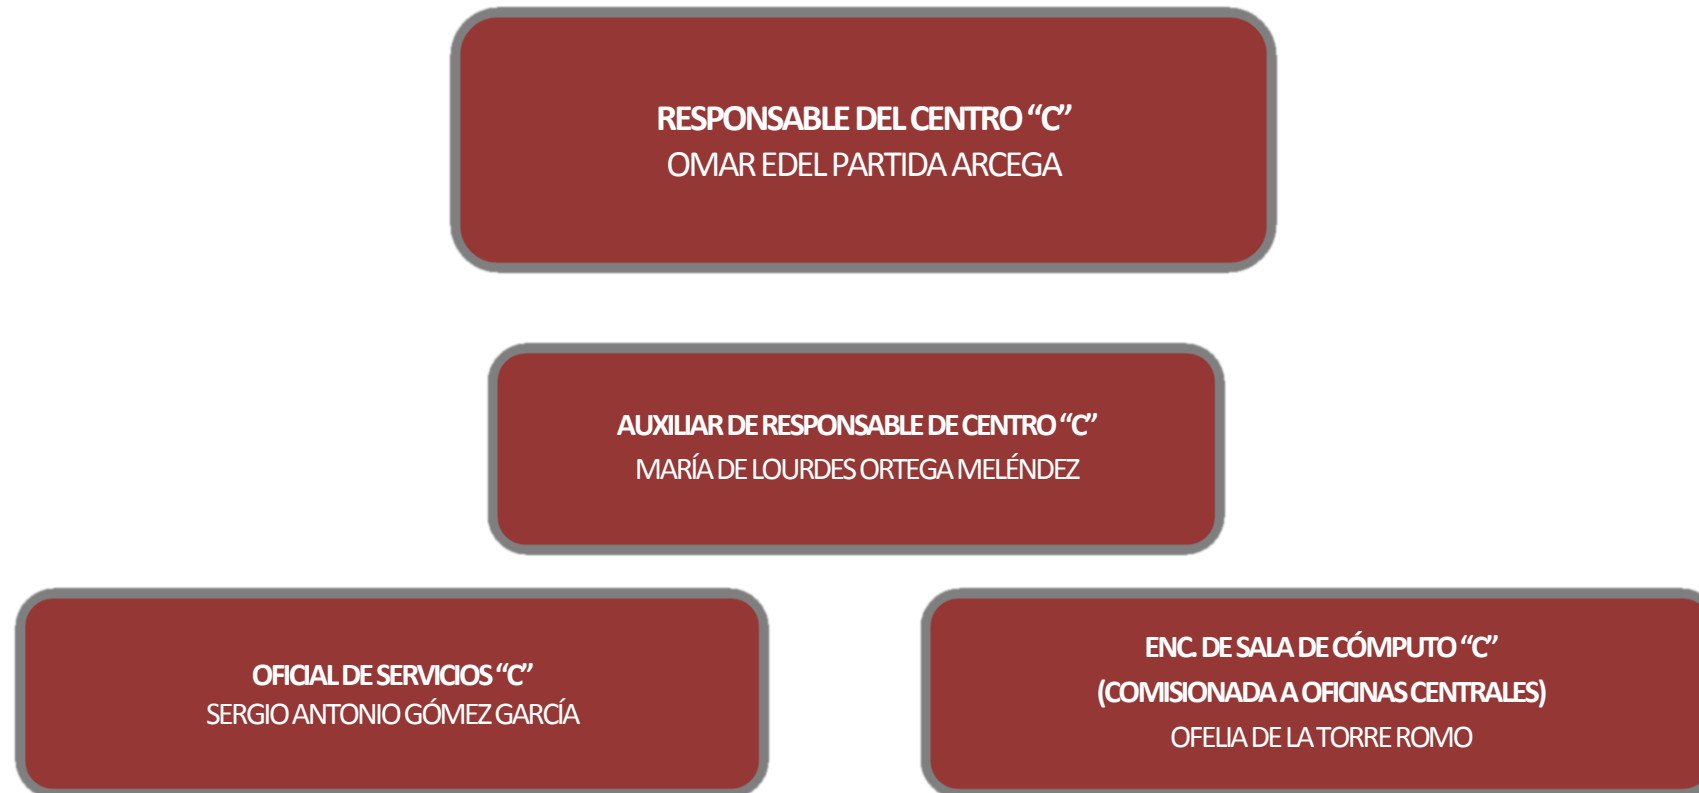 RESPONSABLE DEL CENTRO “C”
OMAR EDEL PARTIDA ARCEGA
AUXILIAR DE RESPONSABLE DE CENTRO “C”
MARÍA DE LOURDES ORTEGA MELÉNDEZ
OFICIAL DE SERVICIOS “C”
SERGIO ANTONIO GÓMEZ GARCÍA
ENC. DE SALA DE CÓMPUTO “C”
(COMISIONADA A OFICINAS CENTRALES)
OFELIA DE LA TORRE ROMO